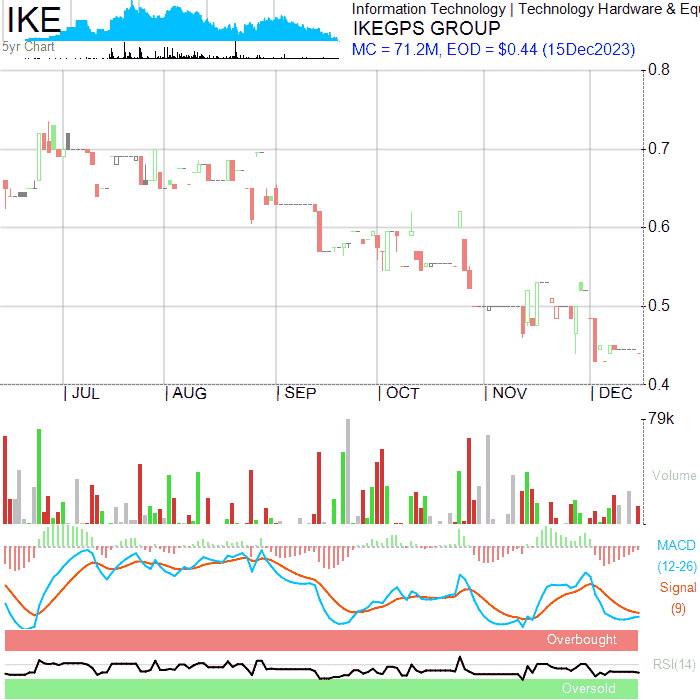 IKE
5yr Chart
Information Technology | Technology Hardware & Equ
IKEGPS GROUP
MC = 71.2M, EOD = $0.44 (15Dec2023)
0.8
0.7
0.6
0.5
0.4
JUL AUG SEP OCT NOV DEC
79k
Volume
MACD
(12-26)
Signal
(9)
Overbought
RSI(14)
Oversold